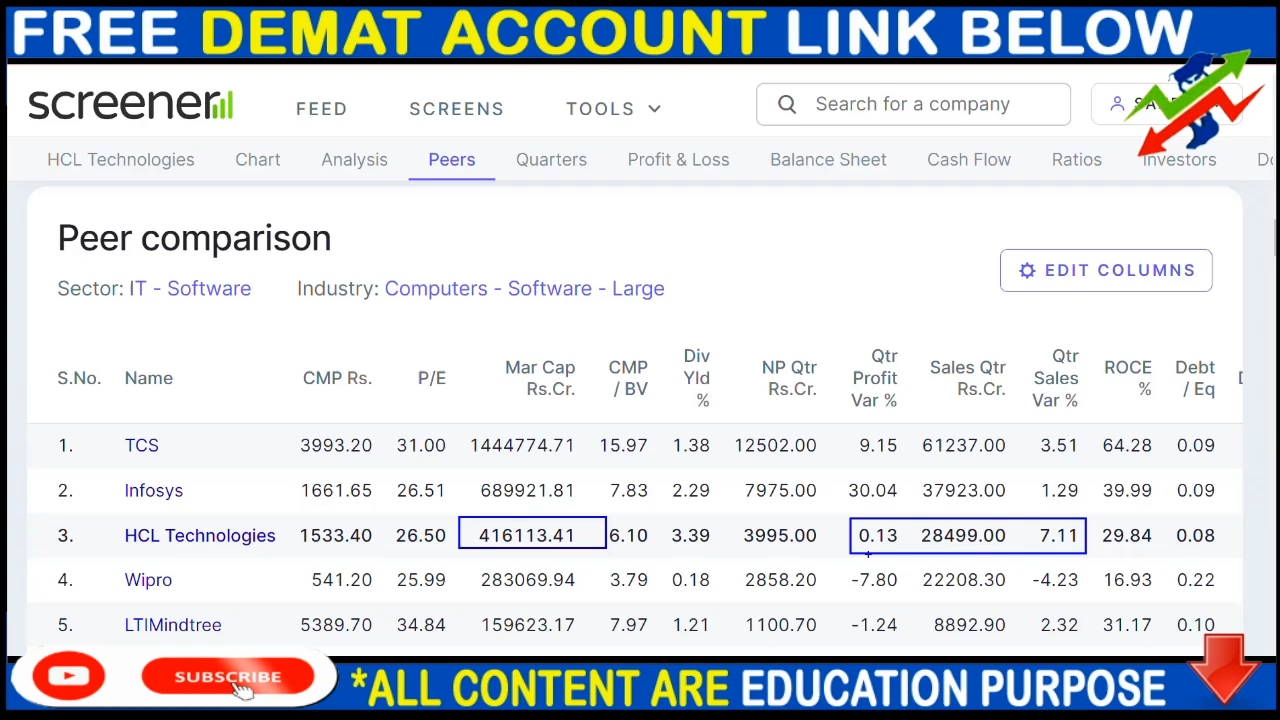 FREE DEMAT ACCOUNT LINK BELOW
screener FEED SCREENS TOOLS Search for a company
HCL Technologies Chart Analysis Peers Quarters Profit & Loss Balance Sheet Cash Flow Ratios Investors
Peer comparison
Sector: IT - Software Industry: Computers - Software - Large
EDIT COLUMNS
S.No. Name CMP Rs. P/E Mar Cap Rs.Cr. CMP / BV Div Yld % NP Qtr Rs.Cr. Qtr Profit Var % Sales Qtr Rs.Cr. Qtr Sales Var % ROCE % Debt / Eq
1. TCS 3993.20 31.00 1444774.71 15.97 1.38 12502.00 9.15 61237.00 3.51 64.28 0.09
2. Infosys 1661.65 26.51 689921.81 7.83 2.29 7975.00 30.04 37923.00 1.29 39.99 0.09
3. HCL Technologies 1533.40 26.50 416113.41 6.10 3.39 3995.00 0.13 28499.00 7.11 29.84 0.08
4. Wipro 541.20 25.99 283069.94 3.79 0.18 2858.20 -7.80 22208.30 -4.23 16.93 0.22
5. LTIMindtree 5389.70 34.84 159623.17 7.97 1.21 1100.70 -1.24 8892.90 2.32 31.17 0.10
SUBSCRIBE
*ALL CONTENT ARE EDUCATION PURPOSE